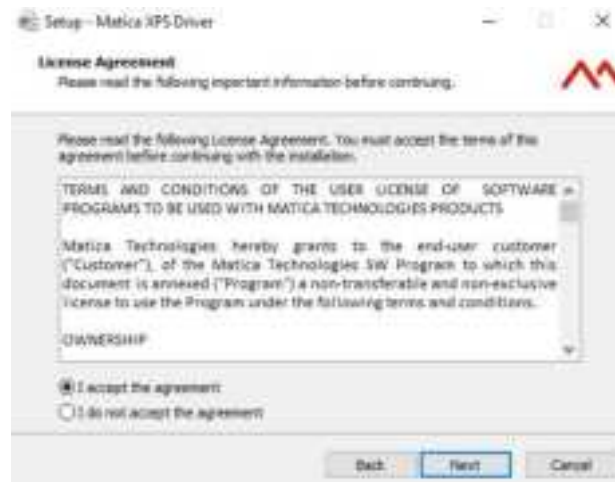 Setup - Matica XPS Driver
License Agreement
Please read the following important information before continuing.
Please read the following License Agreement. You must accept the terms of this
agreement before continuing with the installation.
TERMS AND CONDITIONS OF THE USER LICENSE OF SOFTWARE
PROGRAMS TO BE USED WITH MATICA TECHNOLOGIES PRODUCTS
Matica Technologies hereby grants to the end-user customer
("Customer"), of the Matica Technologies SW Program to which this
document is annexed ("Program") a non-transferable and non-exclusive
license to use the Program under the following terms and conditions.
OWNERSHIP
I accept the agreement
I do not accept the agreement
Back
Next
Cancel